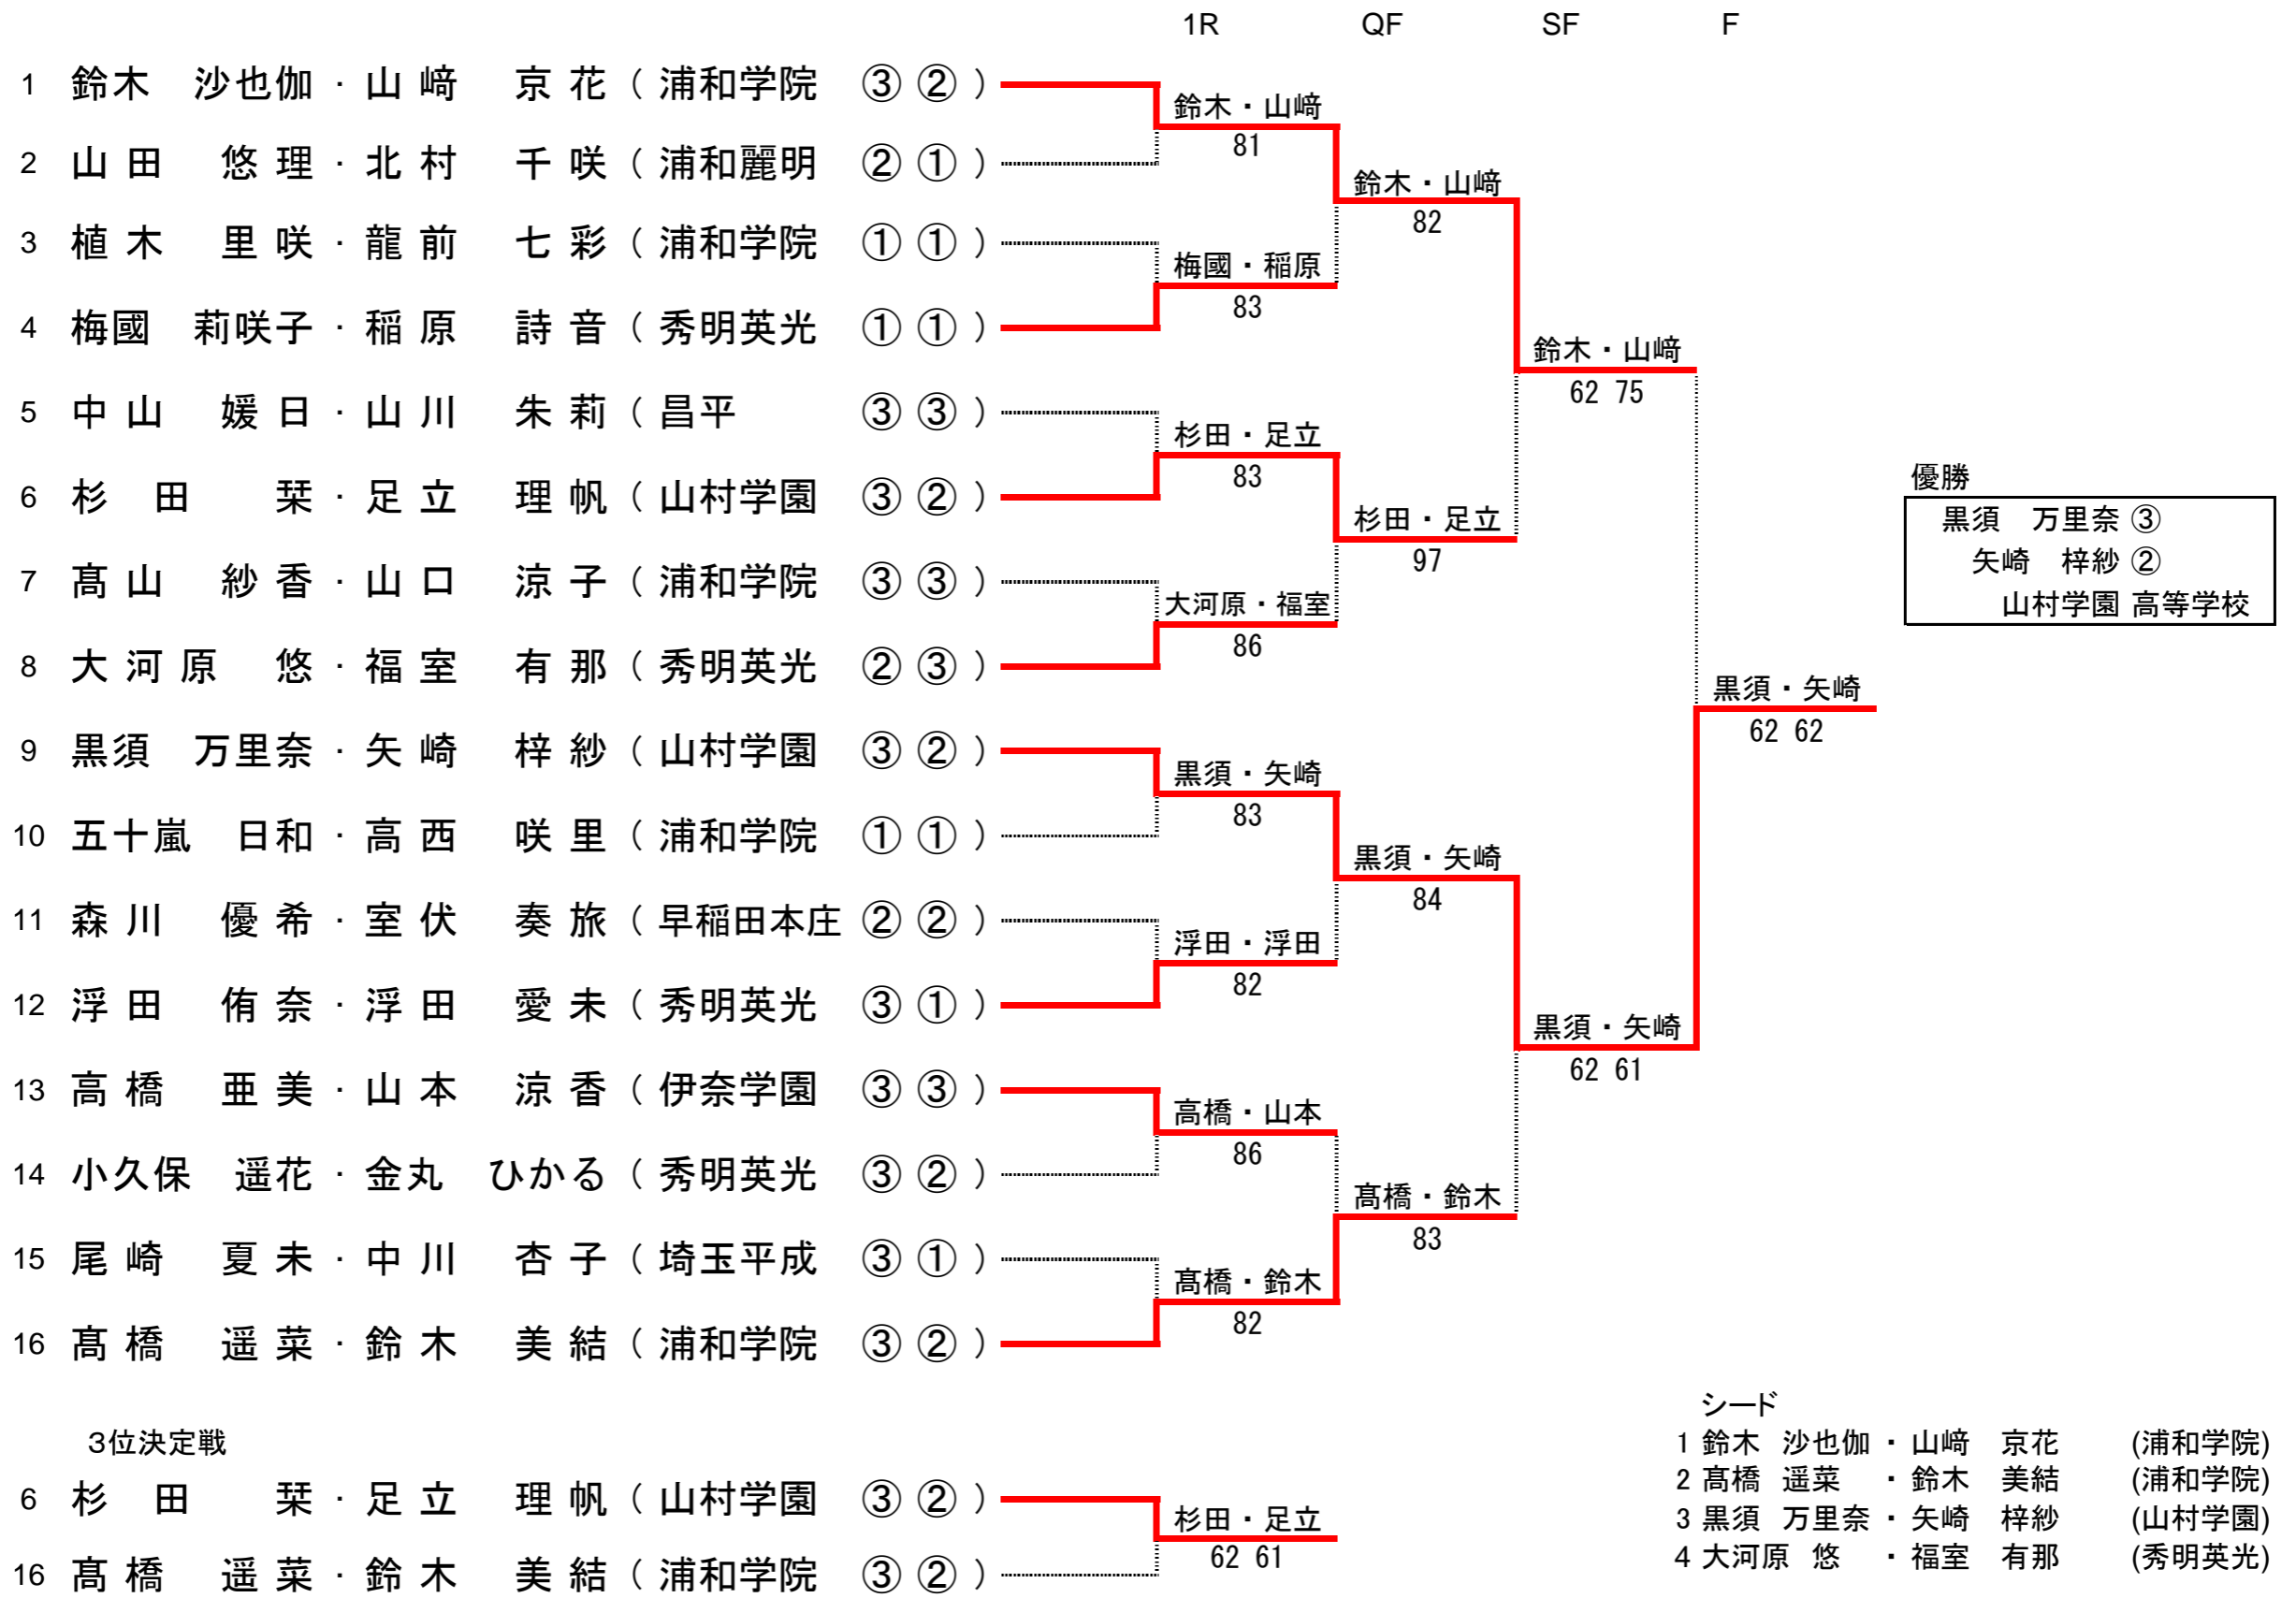 1R QF SF F
1 鈴木 沙也伽 · 山﨑 京花 ( 浦和学院 ③ ② )
鈴木・山﨑
81
2 山田 悠理 · 北村 千咲 ( 浦和麗明 ② ① )
鈴木・山﨑
82
3 植木 里咲 · 龍前 七彩 ( 浦和学院 ① ① )
梅國・稲原
83
4 梅國 莉咲子 · 稲原 詩音 ( 秀明英光 ① ① )
鈴木・山﨑
62 75
5 中山 媛日 · 山川 朱莉 ( 昌平 ③ ③ )
杉田・足立
83
6 杉田 栞 · 足立 理帆 ( 山村学園 ③ ② )
杉田・足立
97
7 髙山 紗香 · 山口 涼子 ( 浦和学院 ③ ③ )
大河原・福室
86
8 大河原 悠 · 福室 有那 ( 秀明英光 ② ③ )
優勝
黒須 万里奈 ③
矢崎 梓紗 ②
山村学園 高等学校
黒須・矢崎
62 62
9 黒須 万里奈 · 矢崎 梓紗 ( 山村学園 ③ ② )
黒須・矢崎
83
10 五十嵐 日和 · 高西 咲里 ( 浦和学院 ① ① )
黒須・矢崎
84
11 森川 優希 · 室伏 奏旅 ( 早稲田本庄 ② ② )
浮田・浮田
82
12 浮田 侑奈 · 浮田 愛未 ( 秀明英光 ③ ① )
黒須・矢崎
62 61
13 高橋 亜美 · 山本 涼香 ( 伊奈学園 ③ ③ )
高橋・山本
86
14 小久保 遥花 · 金丸 ひかる ( 秀明英光 ③ ② )
髙橋・鈴木
83
15 尾崎 夏未 · 中川 杏子 ( 埼玉平成 ③ ① )
髙橋・鈴木
82
16 髙橋 遥菜 · 鈴木 美結 ( 浦和学院 ③ ② )
3位決定戦
6 杉田 栞 · 足立 理帆 ( 山村学園 ③ ② )
杉田・足立
62 61
16 髙橋 遥菜 · 鈴木 美結 ( 浦和学院 ③ ② )
シード
1 鈴木 沙也伽 ・ 山﨑 京花 (浦和学院)
2 髙橋 遥菜 ・ 鈴木 美結 (浦和学院)
3 黒須 万里奈 ・ 矢崎 梓紗 (山村学園)
4 大河原 悠 ・ 福室 有那 (秀明英光)